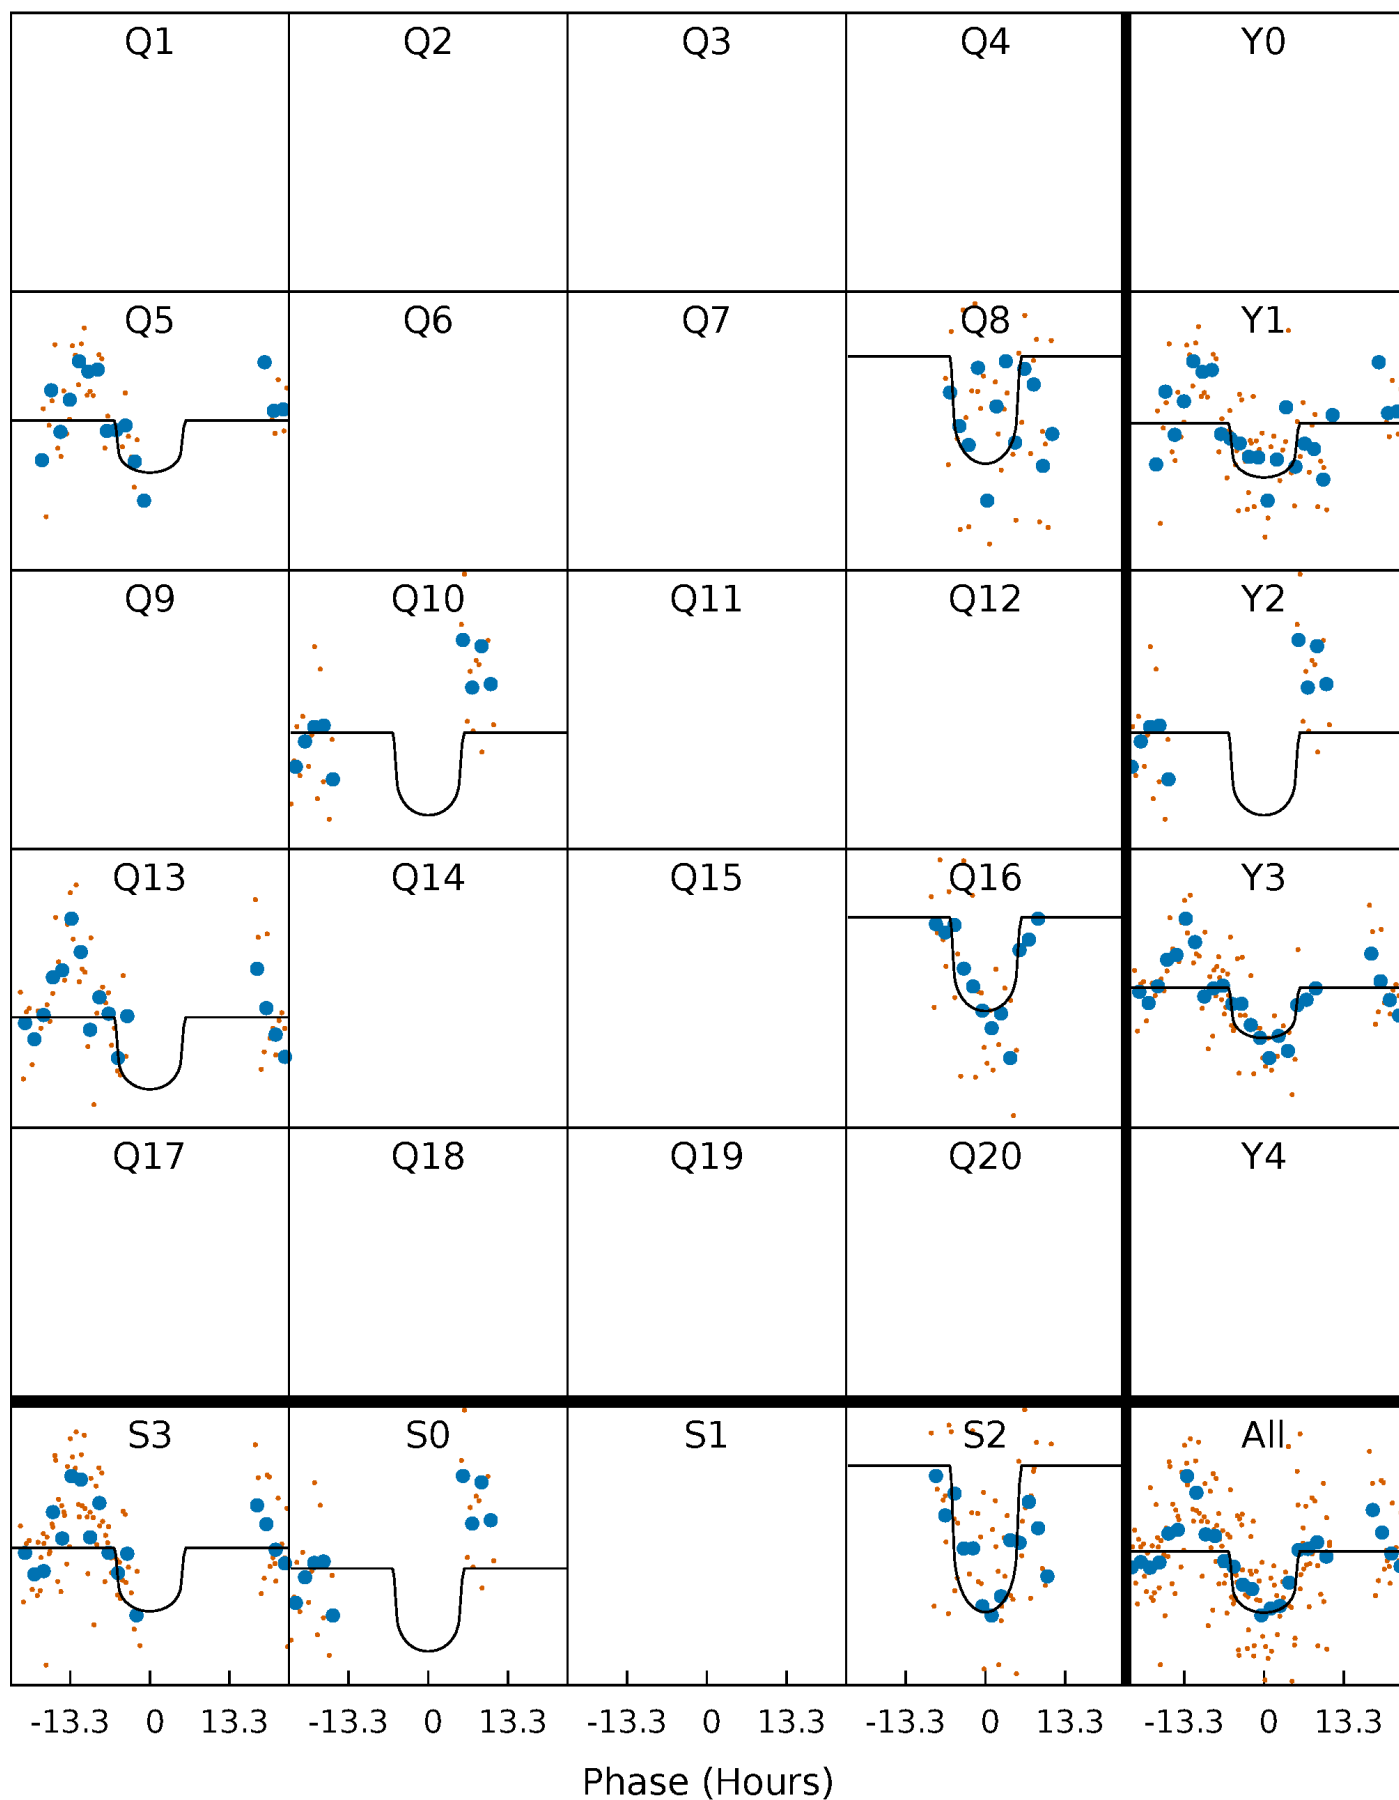 Q1 Q2 Q3 Q4 Y0
Q5 Q6 Q7 Q8 Y1
Q9 Q10 Q11 Q12 Y2
Q13 Q14 Q15 Q16 Y3
Q17 Q18 Q19 Q20 Y4
S3 S0 S1 S2 All
-13.3 0 13.3 -13.3 0 13.3 -13.3 0 13.3 -13.3 0 13.3 -13.3 0 13.3
Phase (Hours)